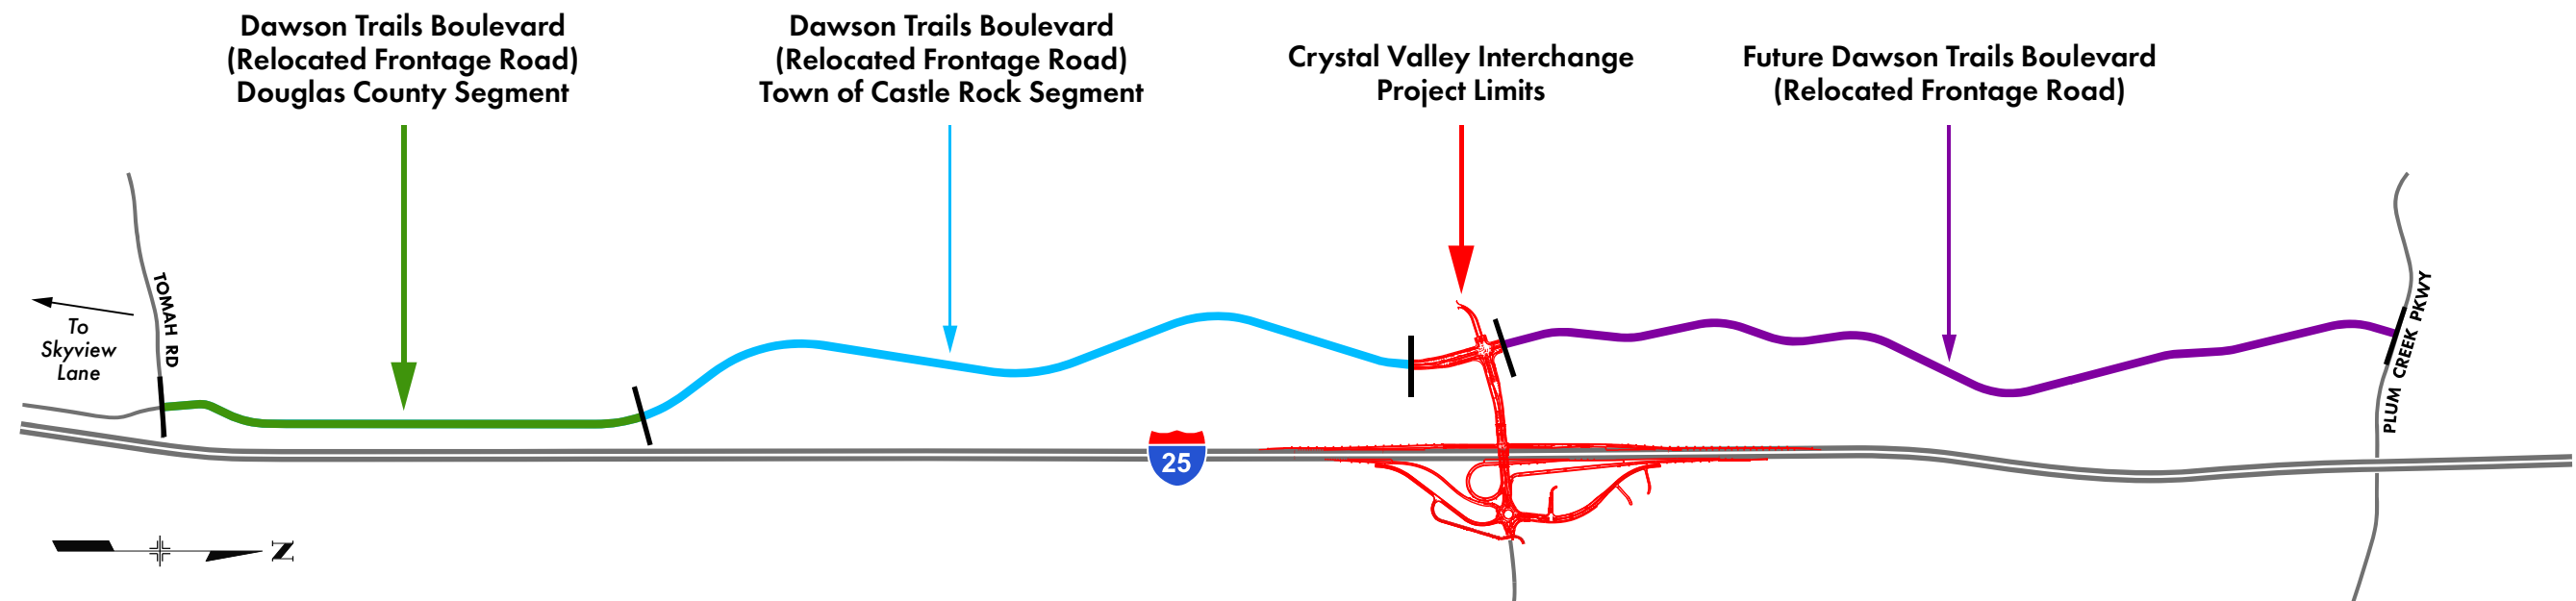 Dawson Trails Boulevard
(Relocated Frontage Road)
Douglas County Segment
Dawson Trails Boulevard
(Relocated Frontage Road)
Town of Castle Rock Segment
Crystal Valley Interchange
Project Limits
Future Dawson Trails Boulevard
(Relocated Frontage Road)
TOMAH RD
To
Skyview
Lane
PLUM CREEK PKWY
25
N